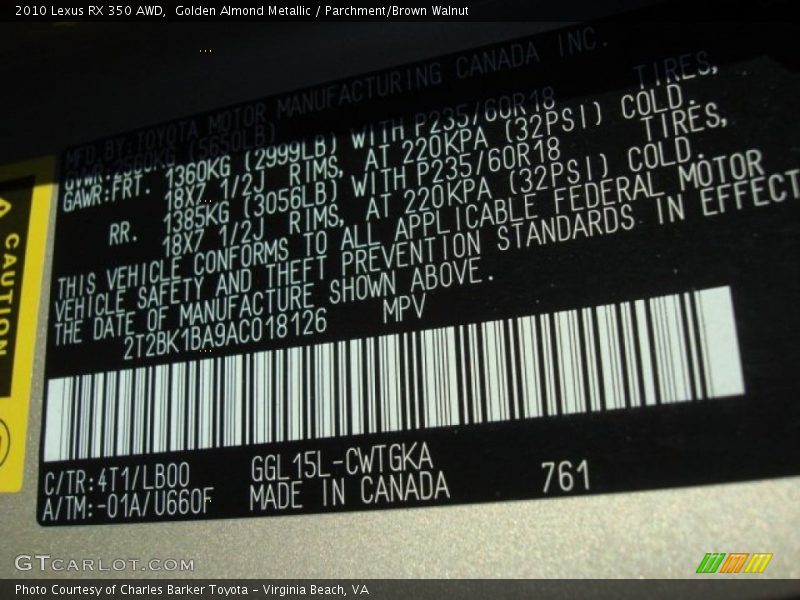 2010 Lexus RX 350 AWD,  Golden Almond Metallic / Parchment/Brown Walnut
MFD.BY:TOYOTA MOTOR MANUFACTURING CANADA INC.
(5650LB)
GAWR:FRT. 1360KG (2999LB) WITH P235/60R18 TIRES,
18X7 1/2J RIMS, AT 220KPA (32PSI) COLD.
RR. 1385KG (3056LB) WITH P235/60R18 TIRES,
18X7 1/2J RIMS, AT 220KPA (32PSI) COLD.
THIS VEHICLE CONFORMS TO ALL APPLICABLE FEDERAL MOTOR
VEHICLE SAFETY AND THEFT PREVENTION STANDARDS IN EFFECT
THE DATE OF MANUFACTURE SHOWN ABOVE.
2T2BK1BA9AC018126 MPV
C/TR:4T1/LB00 GGL15L-CWTGKA 761
A/TM:-01A/U660F MADE IN CANADA
CAUTION
GTCARLOT.COM
Photo Courtesy of Charles Barker Toyota - Virginia Beach, VA